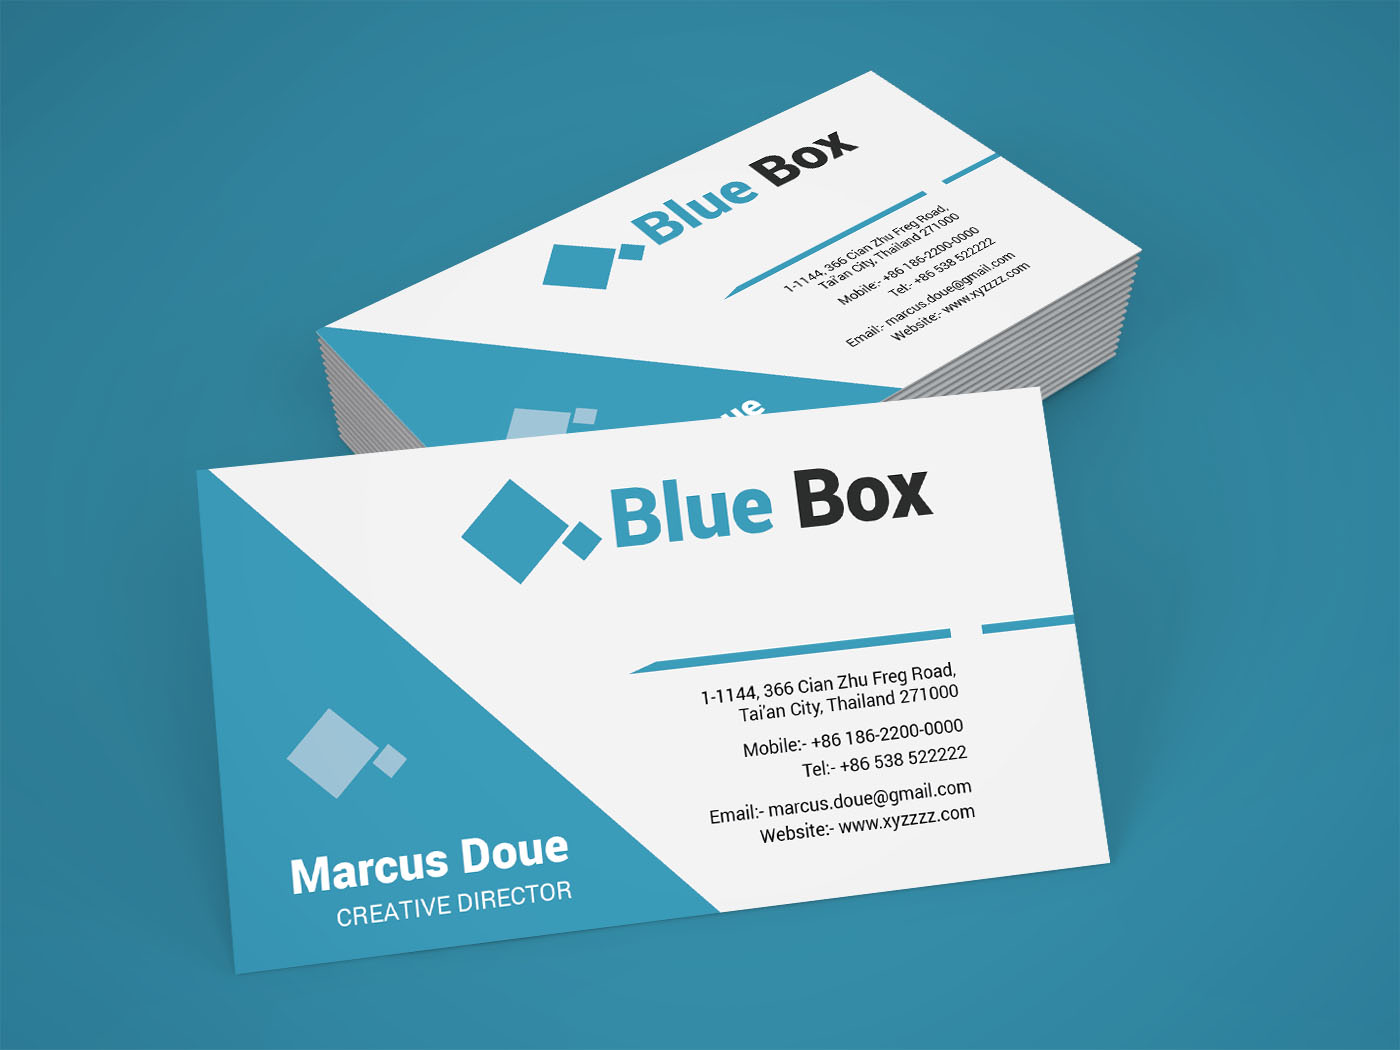 Blue Box
1-1144, 366 Cian Zhu Freg Road,
Tai'an City, Thailand 271000
Mobile:- +86 186-2200-0000
Tel:- +86 538 522222
Email:- marcus.doue@gmail.com
Website:- www.xyzzzz.com
ue
Blue Box
1-1144, 366 Cian Zhu Freg Road,
Tai'an City, Thailand 271000
Mobile:- +86 186-2200-0000
Tel:- +86 538 522222
Email:- marcus.doue@gmail.com
Website:- www.xyzzzz.com
Marcus Doue
CREATIVE DIRECTOR